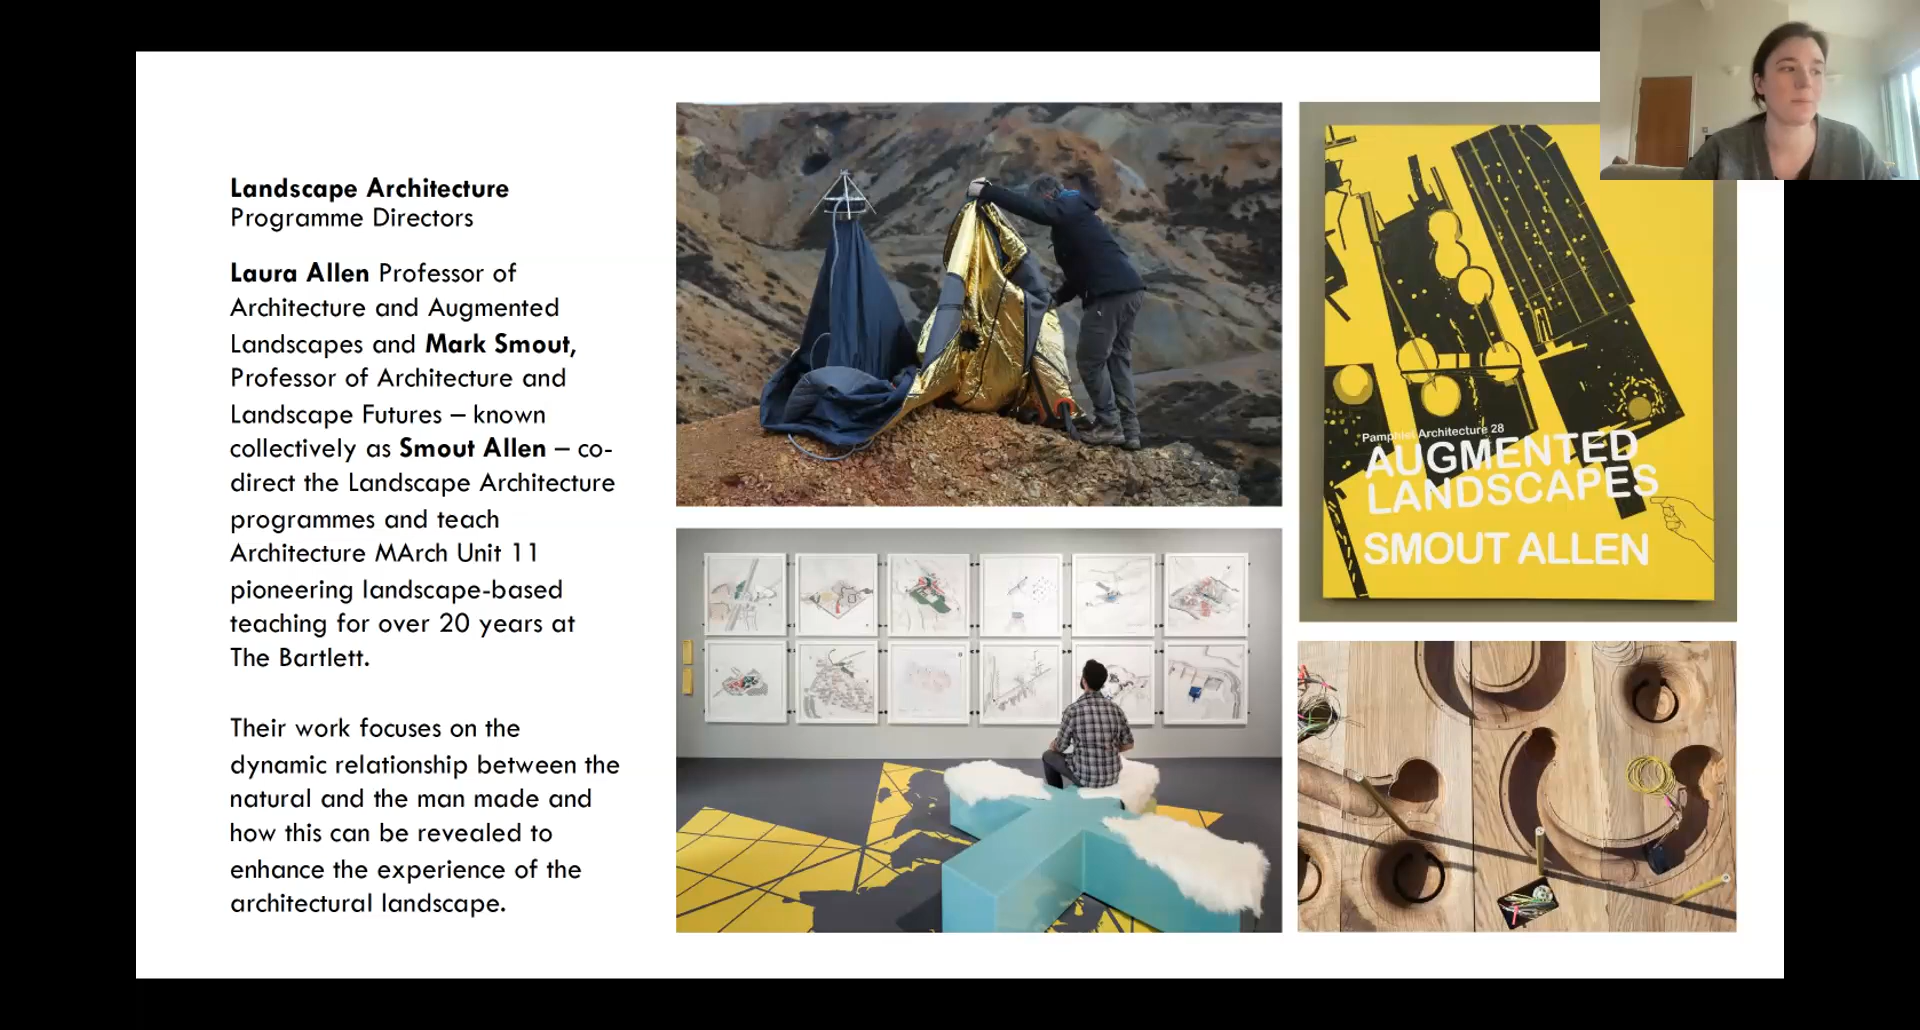 Landscape Architecture
Programme Directors
Laura Allen Professor of
Architecture and Augmented
Landscapes and Mark Smout,
Professor of Architecture and
Landscape Futures – known
collectively as Smout Allen – co-
direct the Landscape Architecture
programmes and teach
Architecture MArch Unit 11
pioneering landscape-based
teaching for over 20 years at
The Bartlett.
Their work focuses on the
dynamic relationship between the
natural and the man made and
how this can be revealed to
enhance the experience of the
architectural landscape.
Pamphlet Architecture 28
AUGMENTED
LANDSCAPES
SMOUT ALLEN